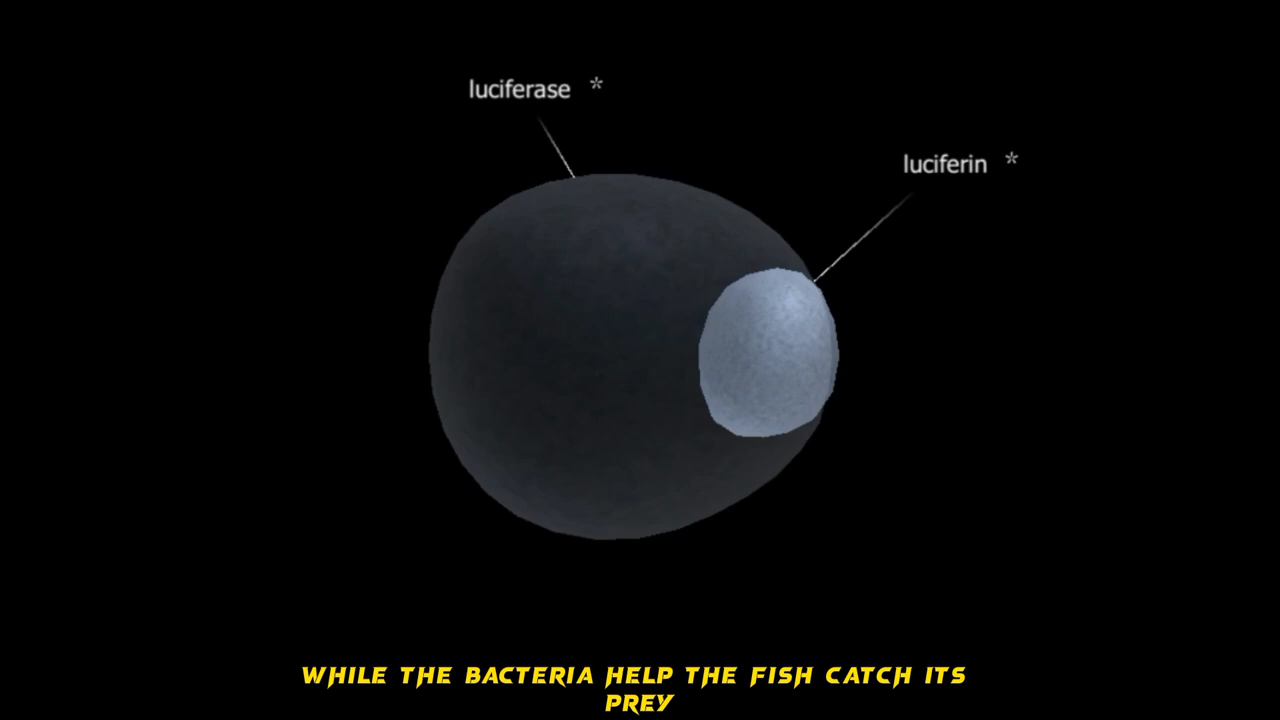 luciferase *
luciferin *
WHILE THE BACTERIA HELP THE FISH CATCH ITS
PREY